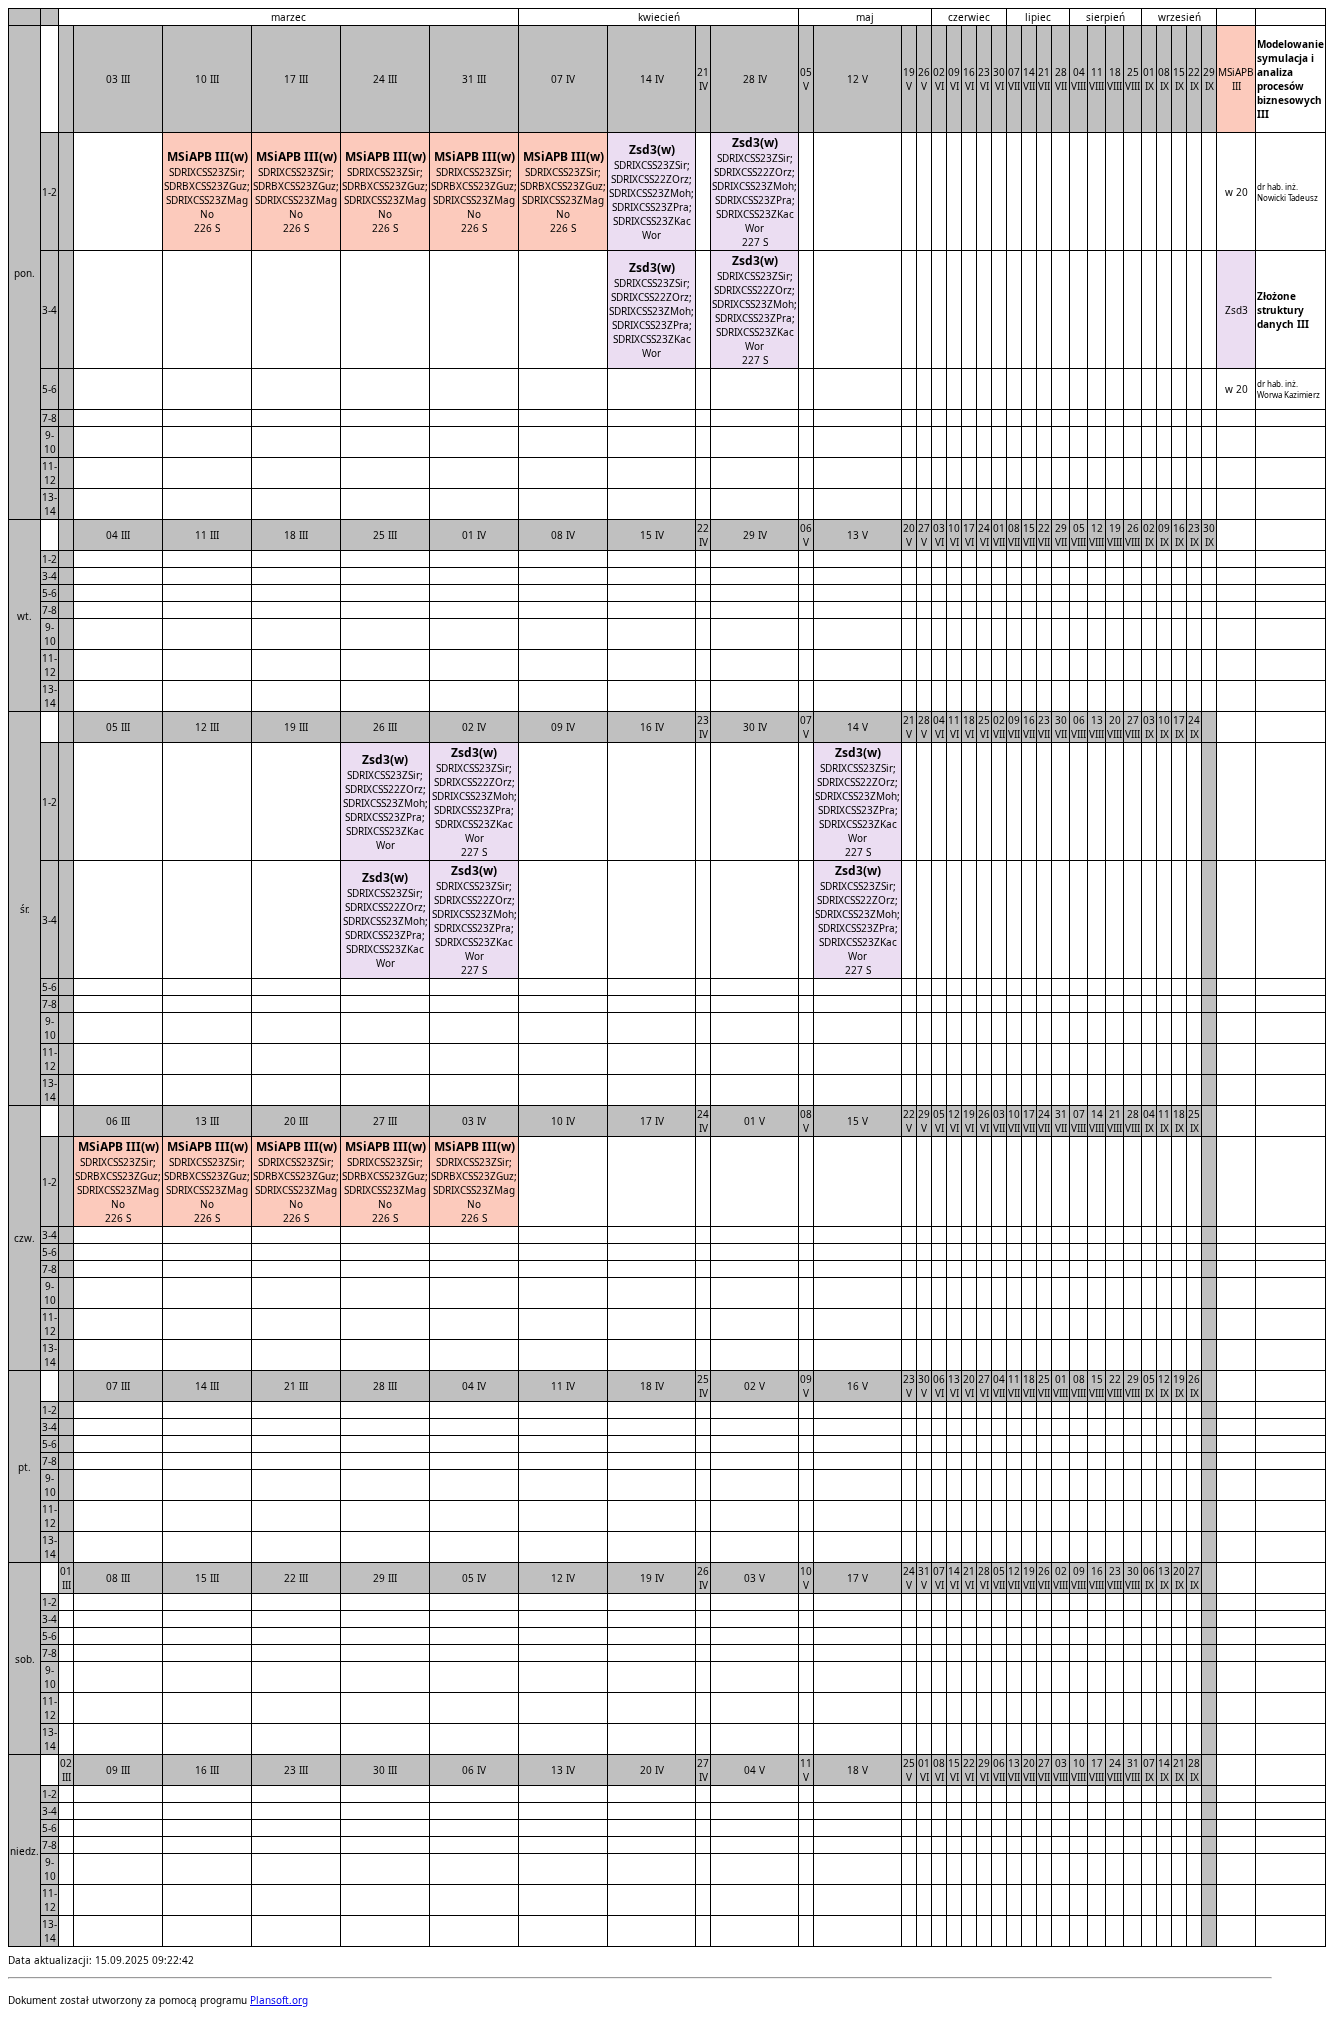 marzec kwiecień maj czerwiec lipiec sierpień wrzesień
pon.
03 III 10 III 17 III 24 III 31 III 07 IV 14 IV 21 IV 28 IV 05 V 12 V 19 V 26 V 02 VI 09 VI 16 VI 23 VI 30 VI 07 VII 14 VII 21 VII 28 VII 04 VIII 11 VIII 18 VIII 25 VIII 01 IX 08 IX 15 IX 22 IX 29 IX MSiAPB III Modelowanie symulacja i analiza procesów biznesowych III
1-2
MSiAPB III(w) SDRIXCSS23ZSir; SDRBXCSS23ZGuz; SDRIXCSS23ZMag No 226 S
MSiAPB III(w) SDRIXCSS23ZSir; SDRBXCSS23ZGuz; SDRIXCSS23ZMag No 226 S
MSiAPB III(w) SDRIXCSS23ZSir; SDRBXCSS23ZGuz; SDRIXCSS23ZMag No 226 S
MSiAPB III(w) SDRIXCSS23ZSir; SDRBXCSS23ZGuz; SDRIXCSS23ZMag No 226 S
MSiAPB III(w) SDRIXCSS23ZSir; SDRBXCSS23ZGuz; SDRIXCSS23ZMag No 226 S
Zsd3(w) SDRIXCSS23ZSir; SDRIXCSS22ZOrz; SDRIXCSS23ZMoh; SDRIXCSS23ZPra; SDRIXCSS23ZKac Wor
Zsd3(w) SDRIXCSS23ZSir; SDRIXCSS22ZOrz; SDRIXCSS23ZMoh; SDRIXCSS23ZPra; SDRIXCSS23ZKac Wor 227 S
w 20 dr hab. inż. Nowicki Tadeusz
3-4
Zsd3(w) SDRIXCSS23ZSir; SDRIXCSS22ZOrz; SDRIXCSS23ZMoh; SDRIXCSS23ZPra; SDRIXCSS23ZKac Wor
Zsd3(w) SDRIXCSS23ZSir; SDRIXCSS22ZOrz; SDRIXCSS23ZMoh; SDRIXCSS23ZPra; SDRIXCSS23ZKac Wor 227 S
Zsd3 Złożone struktury danych III
5-6 w 20 dr hab. inż. Worwa Kazimierz
7-8
9-10
11-12
13-14
wt.
04 III 11 III 18 III 25 III 01 IV 08 IV 15 IV 22 IV 29 IV 06 V 13 V 20 V 27 V 03 VI 10 VI 17 VI 24 VI 01 VII 08 VII 15 VII 22 VII 29 VII 05 VIII 12 VIII 19 VIII 26 VIII 02 IX 09 IX 16 IX 23 IX 30 IX
1-2
3-4
5-6
7-8
9-10
11-12
13-14
śr.
05 III 12 III 19 III 26 III 02 IV 09 IV 16 IV 23 IV 30 IV 07 V 14 V 21 V 28 V 04 VI 11 VI 18 VI 25 VI 02 VII 09 VII 16 VII 23 VII 30 VII 06 VIII 13 VIII 20 VIII 27 VIII 03 IX 10 IX 17 IX 24 IX
1-2
Zsd3(w) SDRIXCSS23ZSir; SDRIXCSS22ZOrz; SDRIXCSS23ZMoh; SDRIXCSS23ZPra; SDRIXCSS23ZKac Wor
Zsd3(w) SDRIXCSS23ZSir; SDRIXCSS22ZOrz; SDRIXCSS23ZMoh; SDRIXCSS23ZPra; SDRIXCSS23ZKac Wor 227 S
Zsd3(w) SDRIXCSS23ZSir; SDRIXCSS22ZOrz; SDRIXCSS23ZMoh; SDRIXCSS23ZPra; SDRIXCSS23ZKac Wor 227 S
3-4
Zsd3(w) SDRIXCSS23ZSir; SDRIXCSS22ZOrz; SDRIXCSS23ZMoh; SDRIXCSS23ZPra; SDRIXCSS23ZKac Wor
Zsd3(w) SDRIXCSS23ZSir; SDRIXCSS22ZOrz; SDRIXCSS23ZMoh; SDRIXCSS23ZPra; SDRIXCSS23ZKac Wor 227 S
Zsd3(w) SDRIXCSS23ZSir; SDRIXCSS22ZOrz; SDRIXCSS23ZMoh; SDRIXCSS23ZPra; SDRIXCSS23ZKac Wor 227 S
5-6
7-8
9-10
11-12
13-14
czw.
06 III 13 III 20 III 27 III 03 IV 10 IV 17 IV 24 IV 01 V 08 V 15 V 22 V 29 V 05 VI 12 VI 19 VI 26 VI 03 VII 10 VII 17 VII 24 VII 31 VII 07 VIII 14 VIII 21 VIII 28 VIII 04 IX 11 IX 18 IX 25 IX
1-2
MSiAPB III(w) SDRIXCSS23ZSir; SDRBXCSS23ZGuz; SDRIXCSS23ZMag No 226 S
MSiAPB III(w) SDRIXCSS23ZSir; SDRBXCSS23ZGuz; SDRIXCSS23ZMag No 226 S
MSiAPB III(w) SDRIXCSS23ZSir; SDRBXCSS23ZGuz; SDRIXCSS23ZMag No 226 S
MSiAPB III(w) SDRIXCSS23ZSir; SDRBXCSS23ZGuz; SDRIXCSS23ZMag No 226 S
MSiAPB III(w) SDRIXCSS23ZSir; SDRBXCSS23ZGuz; SDRIXCSS23ZMag No 226 S
3-4
5-6
7-8
9-10
11-12
13-14
pt.
07 III 14 III 21 III 28 III 04 IV 11 IV 18 IV 25 IV 02 V 09 V 16 V 23 V 30 V 06 VI 13 VI 20 VI 27 VI 04 VII 11 VII 18 VII 25 VII 01 VIII 08 VIII 15 VIII 22 VIII 29 VIII 05 IX 12 IX 19 IX 26 IX
1-2
3-4
5-6
7-8
9-10
11-12
13-14
sob.
01 III 08 III 15 III 22 III 29 III 05 IV 12 IV 19 IV 26 IV 03 V 10 V 17 V 24 V 31 V 07 VI 14 VI 21 VI 28 VI 05 VII 12 VII 19 VII 26 VII 02 VIII 09 VIII 16 VIII 23 VIII 30 VIII 06 IX 13 IX 20 IX 27 IX
1-2
3-4
5-6
7-8
9-10
11-12
13-14
niedz.
02 III 09 III 16 III 23 III 30 III 06 IV 13 IV 20 IV 27 IV 04 V 11 V 18 V 25 V 01 VI 08 VI 15 VI 22 VI 29 VI 06 VII 13 VII 20 VII 27 VII 03 VIII 10 VIII 17 VIII 24 VIII 31 VIII 07 IX 14 IX 21 IX 28 IX
1-2
3-4
5-6
7-8
9-10
11-12
13-14
Data aktualizacji: 15.09.2025 09:22:42
Dokument został utworzony za pomocą programu Plansoft.org